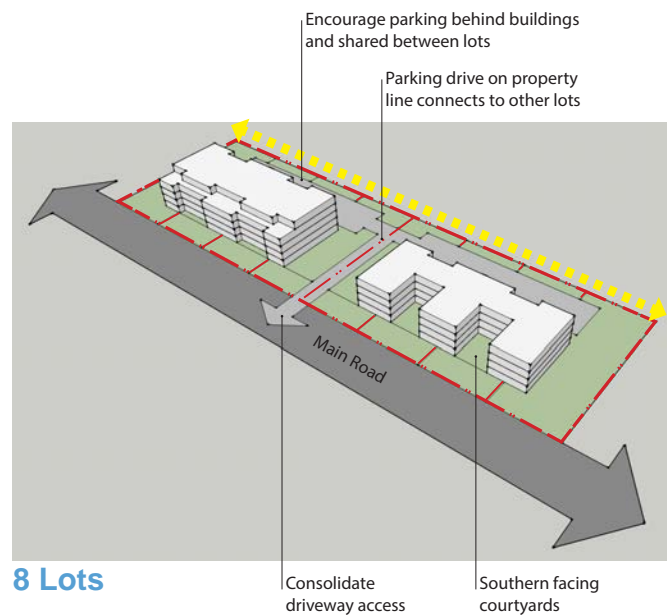 Encourage parking behind buildings
and shared between lots
Parking drive on property
line connects to other lots
Main Road
8 Lots
Consolidate
driveway access
Southern facing
courtyards